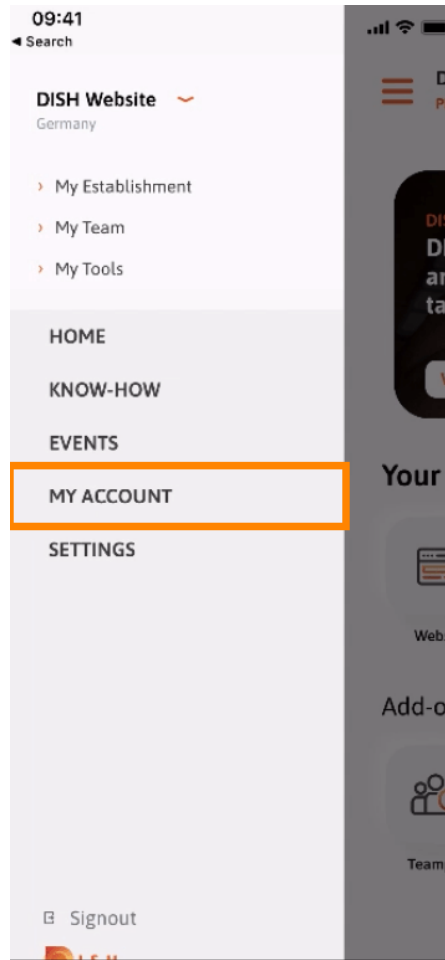 09:41
◂ Search
DISH Website
Germany
› My Establishment
› My Team
› My Tools
HOME
KNOW-HOW
EVENTS
MY ACCOUNT
SETTINGS
Signout
Your
Add-o
Team